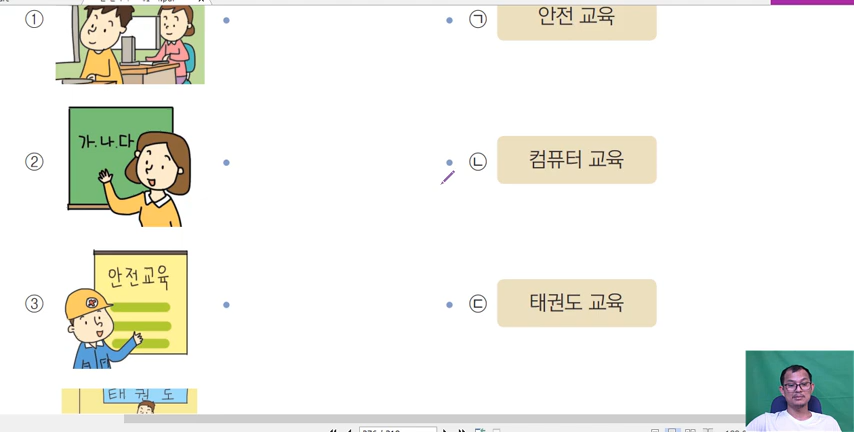 ①
㉠ 안전 교육
②
가.나.다
㉡ 컴퓨터 교육
③
안전교육
㉢ 태권도 교육
태 권 도